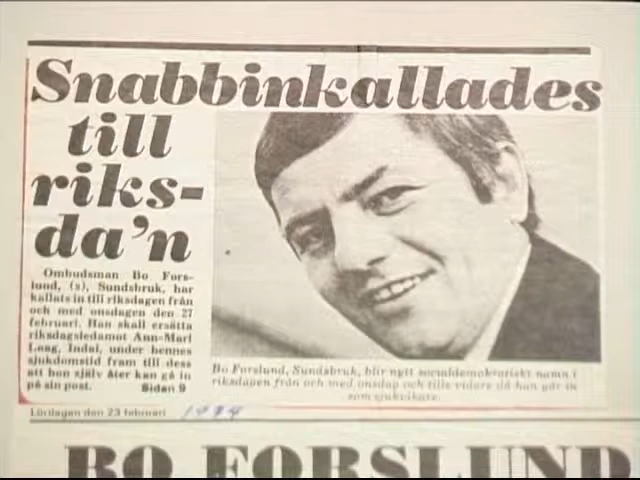 Snabbinkallades
till
riks-
da'n
Ombudsman Bo Fors-
lund, (s), Sundsbruk, har
kallats in till riksdagen från
och med onsdagen den 27
februari. Han skall ersätta
riksdagsledamot Ann-Mari
Laag, Indal, under hennes
sjukdomstid fram till dess
att hon själv åter kan gå in
på sin post. Sidan 9
Bo Forslund, Sundsbruk, blir nytt socialdemokratiskt namn i
riksdagen från och med onsdag och tills vidare då han går in
som sjukvikare.
Lördagen den 23 februari 1974
BO FORSLUND